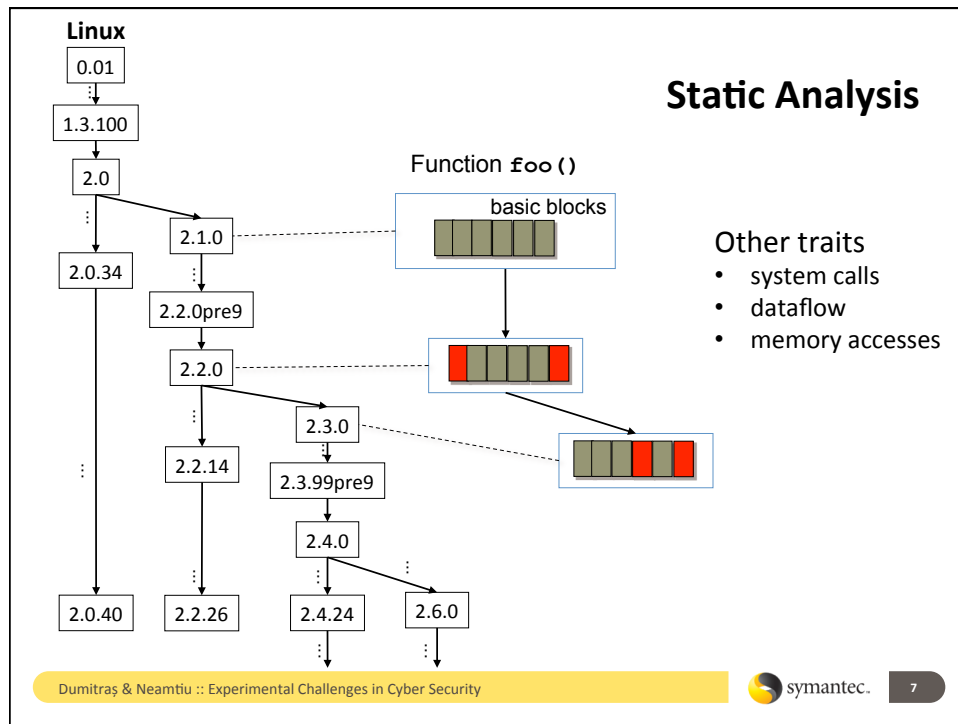 Linux
Static Analysis
0.01
⋮
1.3.100
2.0
Function foo()
basic blocks
⋮
2.1.0
Other traits
• system calls
• dataflow
• memory accesses
2.0.34
⋮
2.2.0pre9
2.2.0
⋮
2.3.0
⋮
2.2.14
2.3.99pre9
⋮
2.4.0
⋮
⋮
⋮
2.0.40
2.2.26
2.4.24
2.6.0
⋮
⋮
Dumitraș & Neamtiu :: Experimental Challenges in Cyber Security
symantec.
7